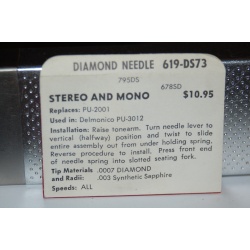 DIAMOND NEEDLE 619-DS73
795DS
678SD
STEREO AND MONO $10.95
Replaces: PU-2001
Used in: Delmonico PU-3012
Installation: Raise tonearm. Turn needle lever to
vertical (halfway) position and twist to slide
entire assembly out from under holding spring.
Reverse procedure to install. Press front end
of needle spring into slotted seating fork.
Tip Materials .0007 DIAMOND
and Radii: .003 Synthetic Sapphire
Speeds: ALL